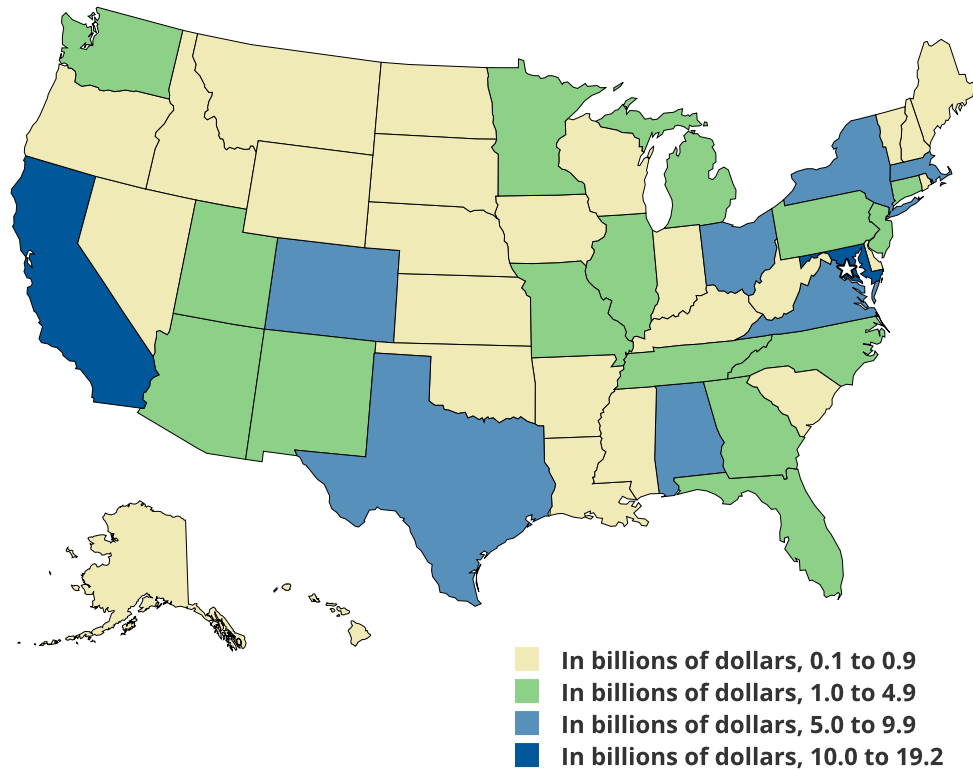 In billions of dollars, 0.1 to 0.9
In billions of dollars, 1.0 to 4.9
In billions of dollars, 5.0 to 9.9
In billions of dollars, 10.0 to 19.2